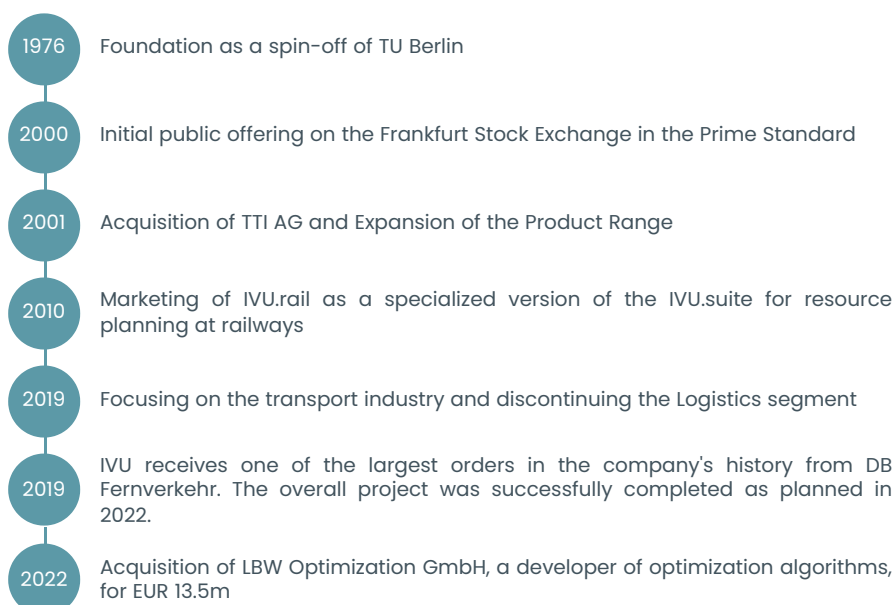 1976
Foundation as a spin-off of TU Berlin
2000
Initial public offering on the Frankfurt Stock Exchange in the Prime Standard
2001
Acquisition of TTI AG and Expansion of the Product Range
2010
Marketing of IVU.rail as a specialized version of the IVU.suite for resource
planning at railways
2019
Focusing on the transport industry and discontinuing the Logistics segment
2019
IVU receives one of the largest orders in the company's history from DB
Fernverkehr. The overall project was successfully completed as planned in
2022.
2022
Acquisition of LBW Optimization GmbH, a developer of optimization algorithms,
for EUR 13.5m